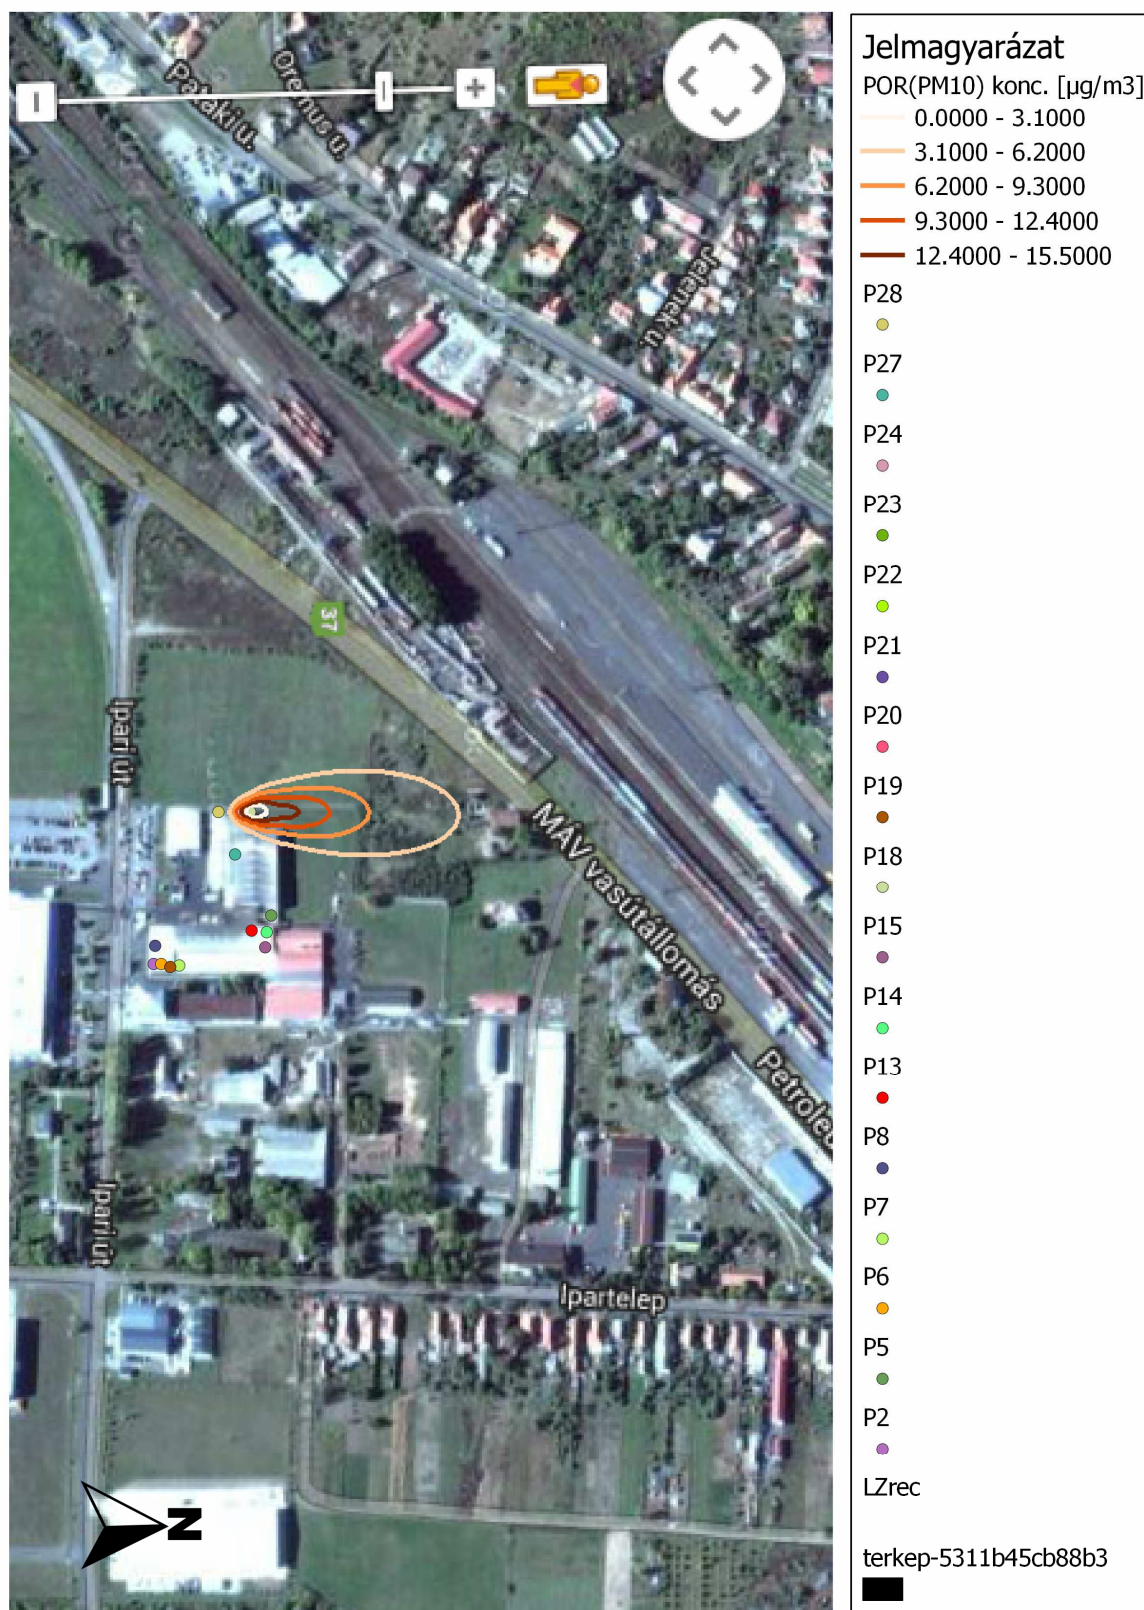 Pataki u.
Oremus u.
Jelenek u.
37
Ipari út
MÁV vasútállomás
Ipari út
Ipartelep
N
Jelmagyarázat
POR(PM10) konc. [µg/m3]
0.0000 - 3.1000
3.1000 - 6.2000
6.2000 - 9.3000
9.3000 - 12.4000
12.4000 - 15.5000
P28
P27
P24
P23
P22
P21
P20
P19
P18
P15
P14
P13
P8
P7
P6
P5
P2
LZrec
terkep-5311b45cb88b3